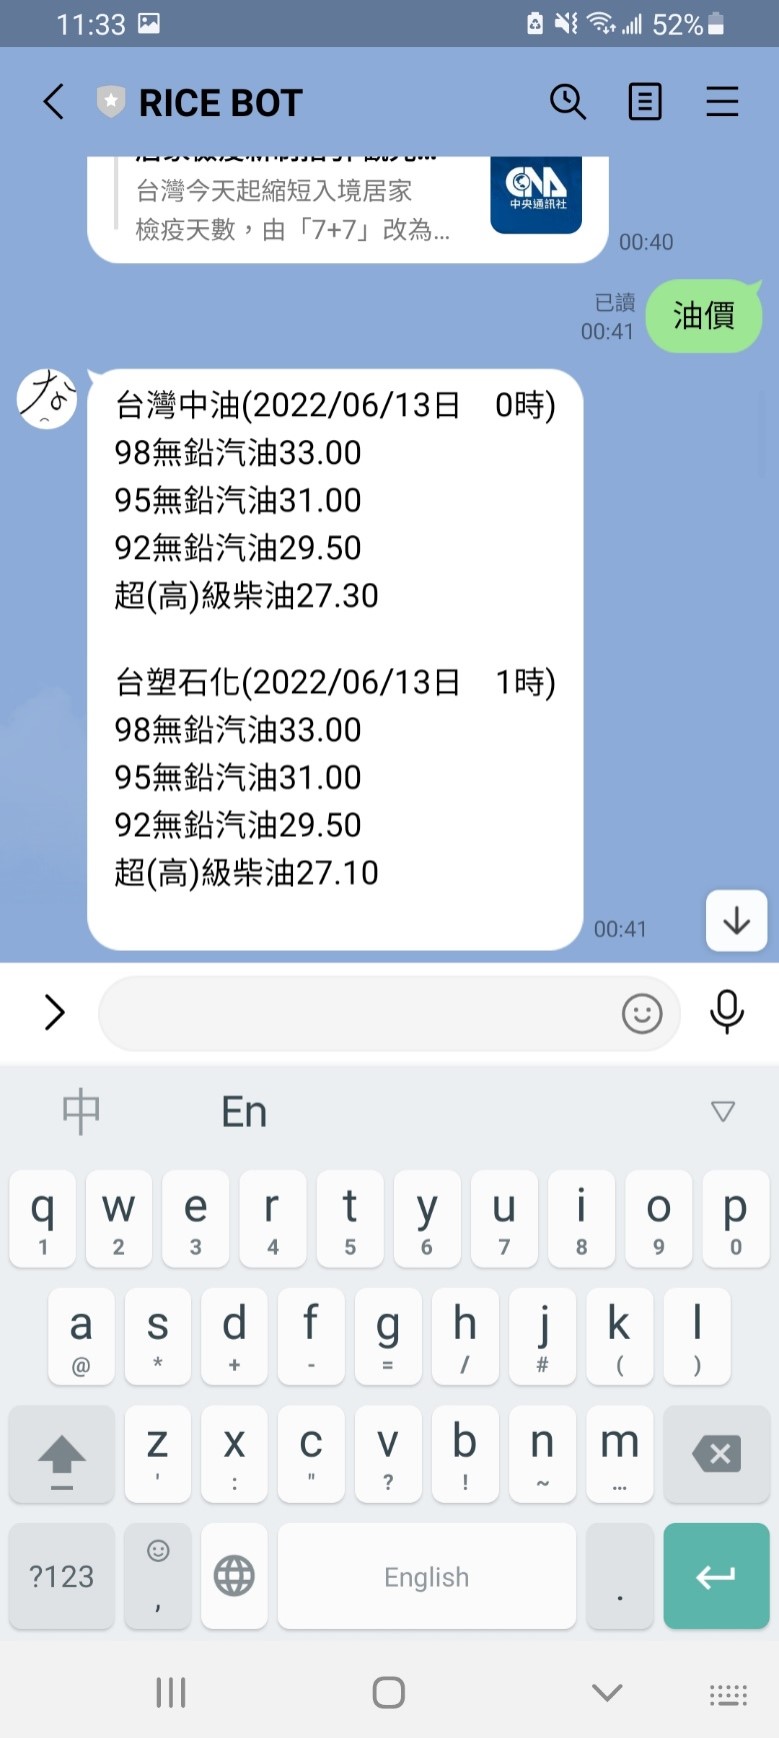 11:33 52%
RICE BOT
台灣今天起縮短入境居家
檢疫天數，由「7+7」改為...
CNA
中央通訊社
00:40
已讀
00:41
油價
な
台灣中油(2022/06/13日　0時)
98無鉛汽油33.00
95無鉛汽油31.00
92無鉛汽油29.50
超(高)級柴油27.30
台塑石化(2022/06/13日　1時)
98無鉛汽油33.00
95無鉛汽油31.00
92無鉛汽油29.50
超(高)級柴油27.10
00:41
中 En
q w e r t y u i o p
1 2 3 4 5 6 7 8 9 0
a s d f g h j k l
@ * + - = / # ( )
z x c v b n m
' : " ? ! ~ ...
?123 , English .